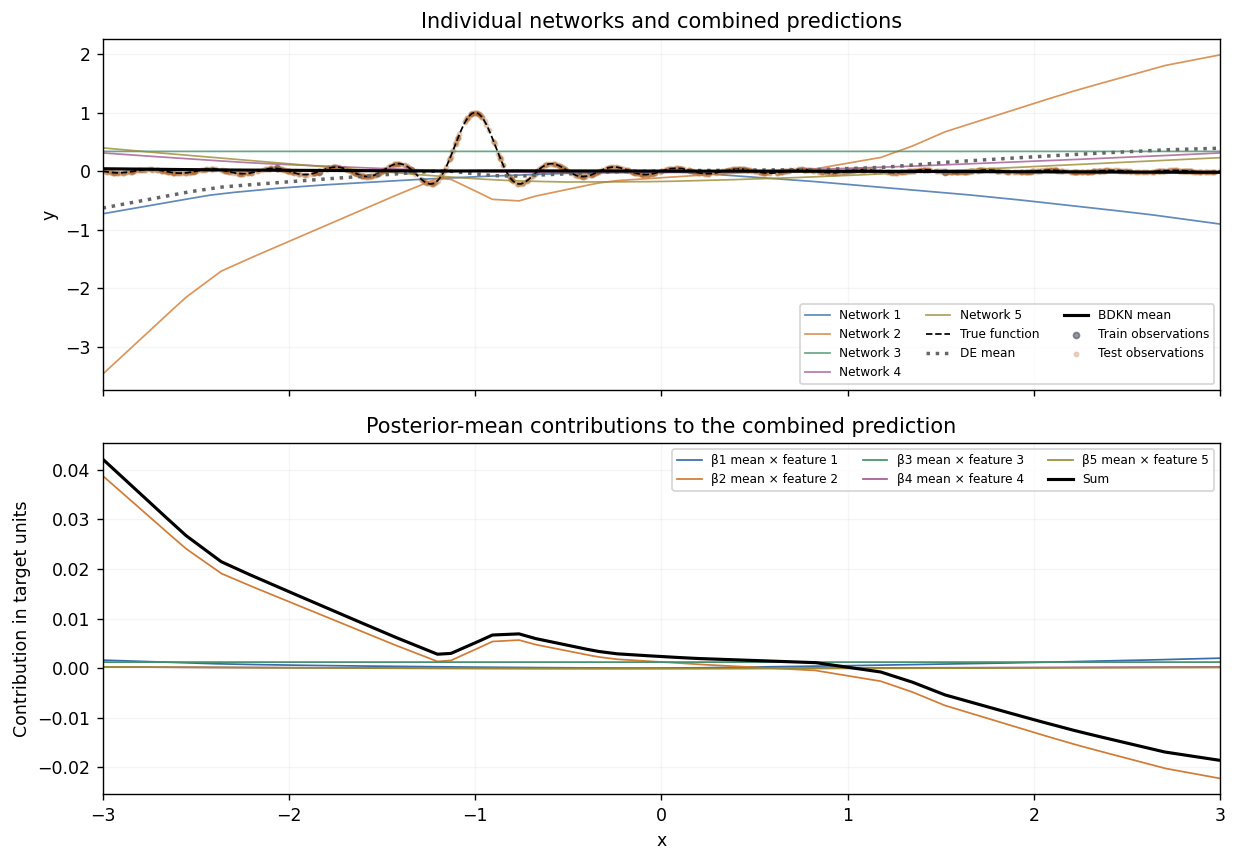 Individual networks and combined predictions
2
1
0
−1
−2
−3
y
Network 1
Network 2
Network 3
Network 4
Network 5
True function
DE mean
BDKN mean
Train observations
Test observations
Posterior-mean contributions to the combined prediction
0.04
0.03
0.02
0.01
0.00
−0.01
−0.02
Contribution in target units
β1 mean × feature 1
β2 mean × feature 2
β3 mean × feature 3
β4 mean × feature 4
β5 mean × feature 5
Sum
−3 −2 −1 0 1 2 3
x